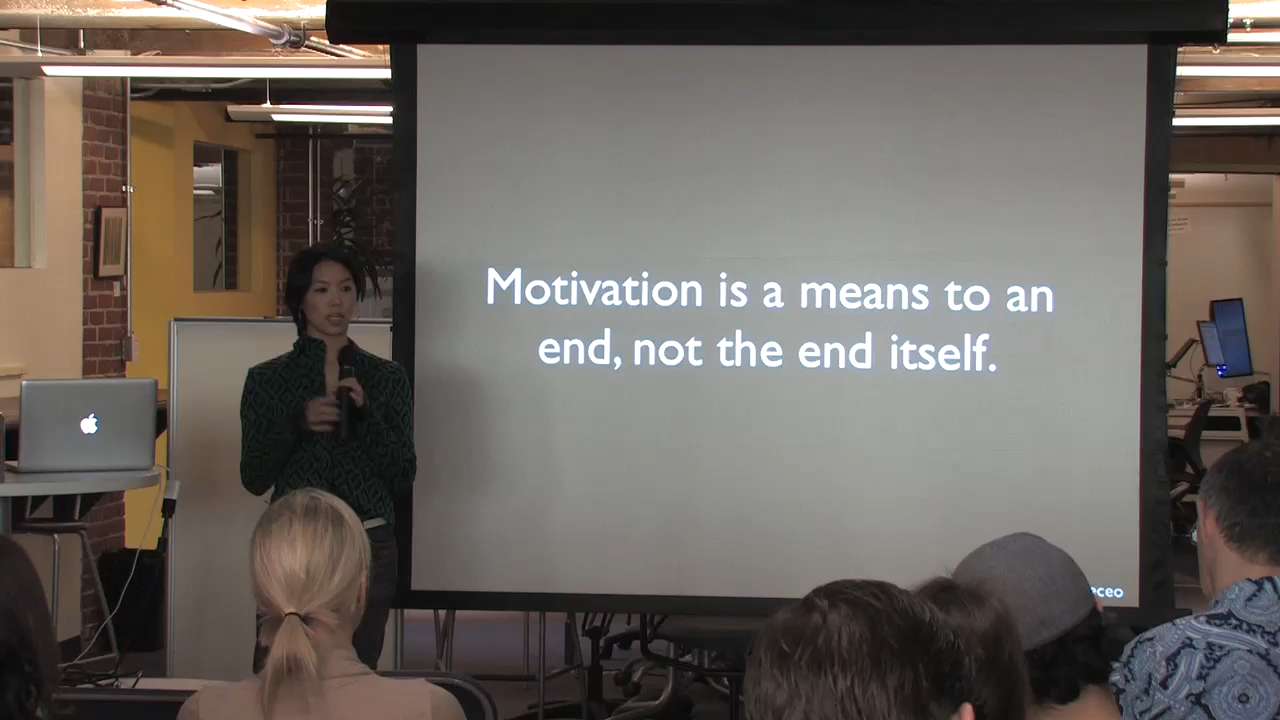 Motivation is a means to an
end, not the end itself.